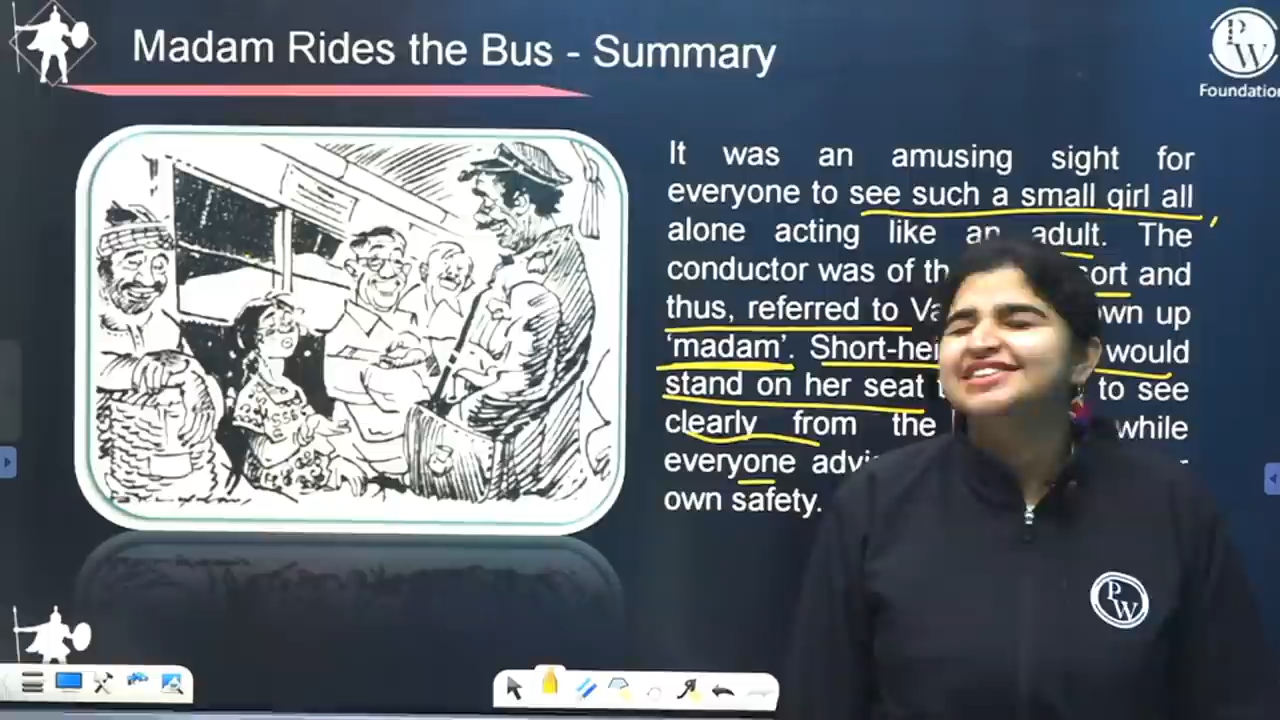 Madam Rides the Bus - Summary
PW
Foundation
It was an amusing sight for
everyone to see such a small girl all
alone acting like an adult. The
conductor was of th sort and
thus, referred to Va own up
‘madam’. Short-hei would
stand on her seat to see
clearly from the while
everyone advi
own safety.
PW